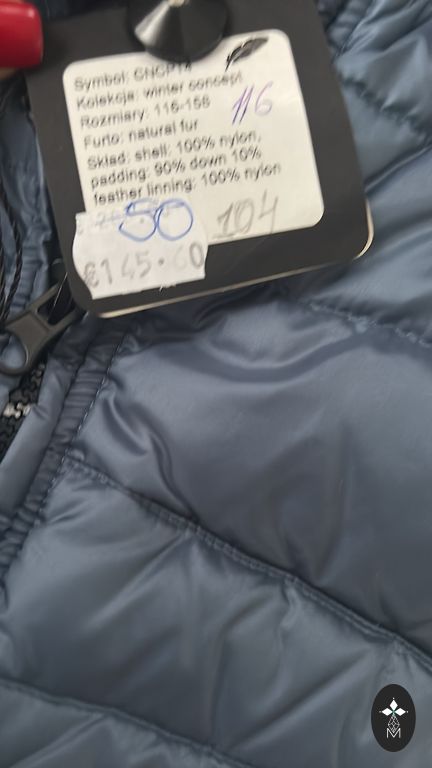 Symbol: CNCP14
Kolekcja: winter concept
Rozmiary: 116-158
116
Futro: natural fur
Skład: shell: 100% nylon,
padding: 90% down 10%
feather linning: 100% nylon
50
104
€145.60
M